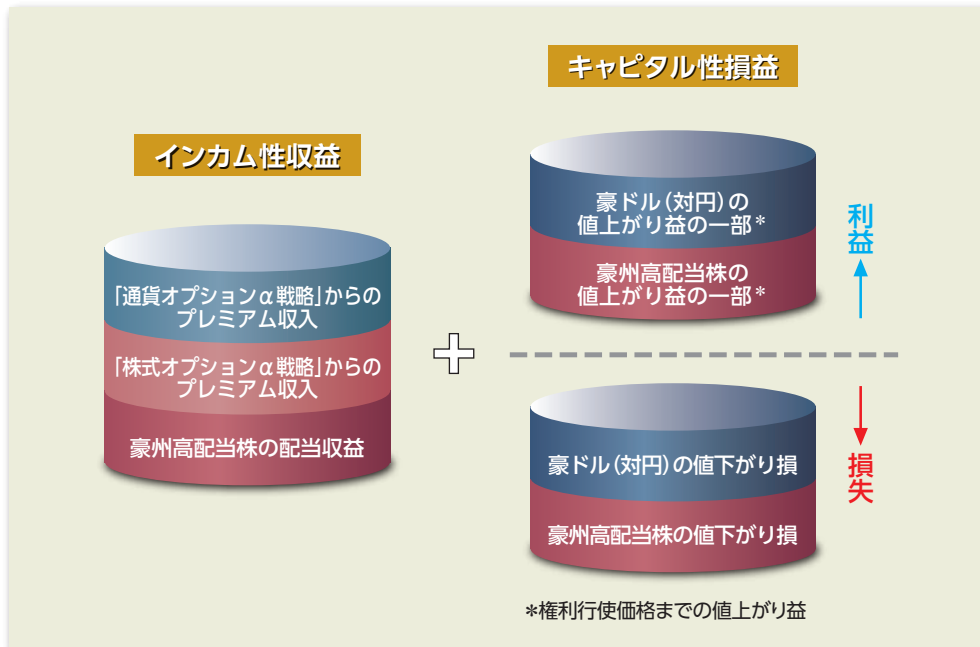 インカム性収益
「通貨オプションα戦略」からの
プレミアム収入
「株式オプションα戦略」からの
プレミアム収入
豪州高配当株の配当収益
＋
キャピタル性損益
豪ドル（対円）の
値上がり益の一部＊
豪州高配当株の
値上がり益の一部＊
利益
豪ドル（対円）の値下がり損
豪州高配当株の値下がり損
損失
＊権利行使価格までの値上がり益